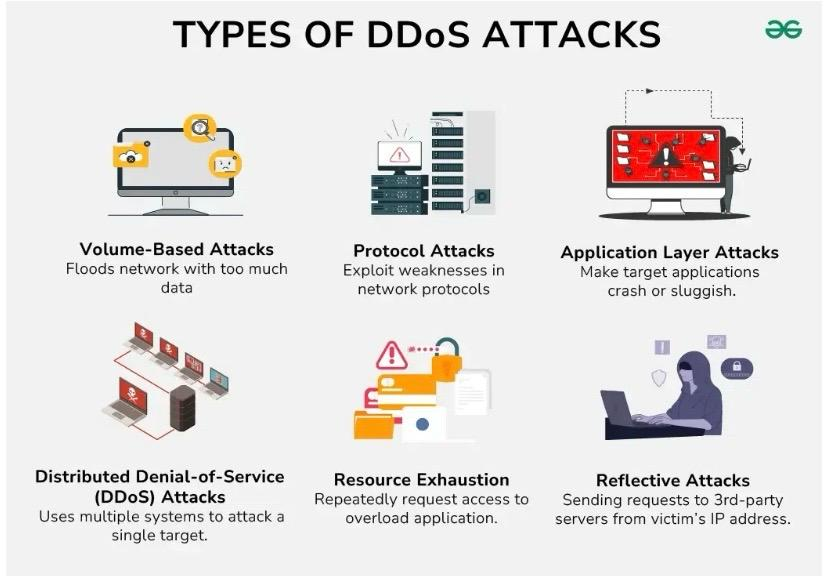 TYPES OF DDoS ATTACKS
Volume-Based Attacks
Floods network with too much
data
Protocol Attacks
Exploit weaknesses in
network protocols
Application Layer Attacks
Make target applications
crash or sluggish.
Distributed Denial-of-Service
(DDoS) Attacks
Uses multiple systems to attack a
single target.
Resource Exhaustion
Repeatedly request access to
overload application.
Reflective Attacks
Sending requests to 3rd-party
servers from victim's IP address.